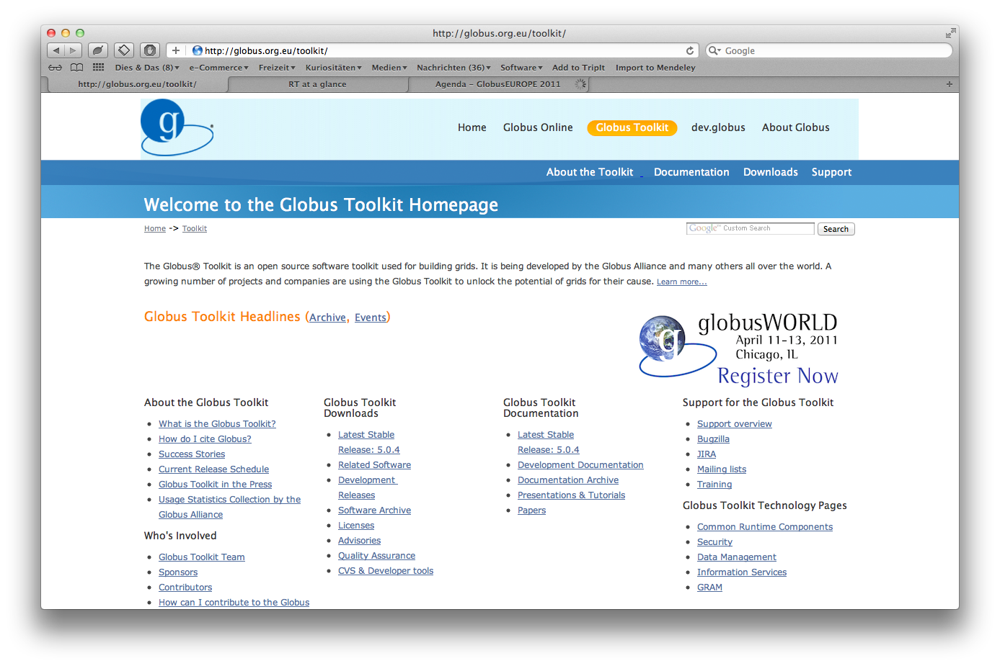 http://globus.org.eu/toolkit/
http://globus.org.eu/toolkit/
Google
Dies & Das (8) e-Commerce Freizeit Kuriositäten Medien Nachrichten (36) Software Add to TripIt Import to Mendeley
http://globus.org.eu/toolkit/ RT at a glance Agenda – GlobusEUROPE 2011
g
Home Globus Online Globus Toolkit dev.globus About Globus
About the Toolkit Documentation Downloads Support
Welcome to the Globus Toolkit Homepage
Home -> Toolkit
Google™ Custom Search Search
The Globus® Toolkit is an open source software toolkit used for building grids. It is being developed by the Globus Alliance and many others all over the world. A
growing number of projects and companies are using the Globus Toolkit to unlock the potential of grids for their cause. Learn more...
Globus Toolkit Headlines (Archive, Events)
g
globusWORLD
April 11-13, 2011
Chicago, IL
Register Now
About the Globus Toolkit
What is the Globus Toolkit?
How do I cite Globus?
Success Stories
Current Release Schedule
Globus Toolkit in the Press
Usage Statistics Collection by the
Globus Alliance
Who's Involved
Globus Toolkit Team
Sponsors
Contributors
How can I contribute to the Globus
Globus Toolkit
Downloads
Latest Stable
Release: 5.0.4
Related Software
Development
Releases
Software Archive
Licenses
Advisories
Quality Assurance
CVS & Developer tools
Globus Toolkit
Documentation
Latest Stable
Release: 5.0.4
Development Documentation
Documentation Archive
Presentations & Tutorials
Papers
Support for the Globus Toolkit
Support overview
Bugzilla
JIRA
Mailing lists
Training
Globus Toolkit Technology Pages
Common Runtime Components
Security
Data Management
Information Services
GRAM